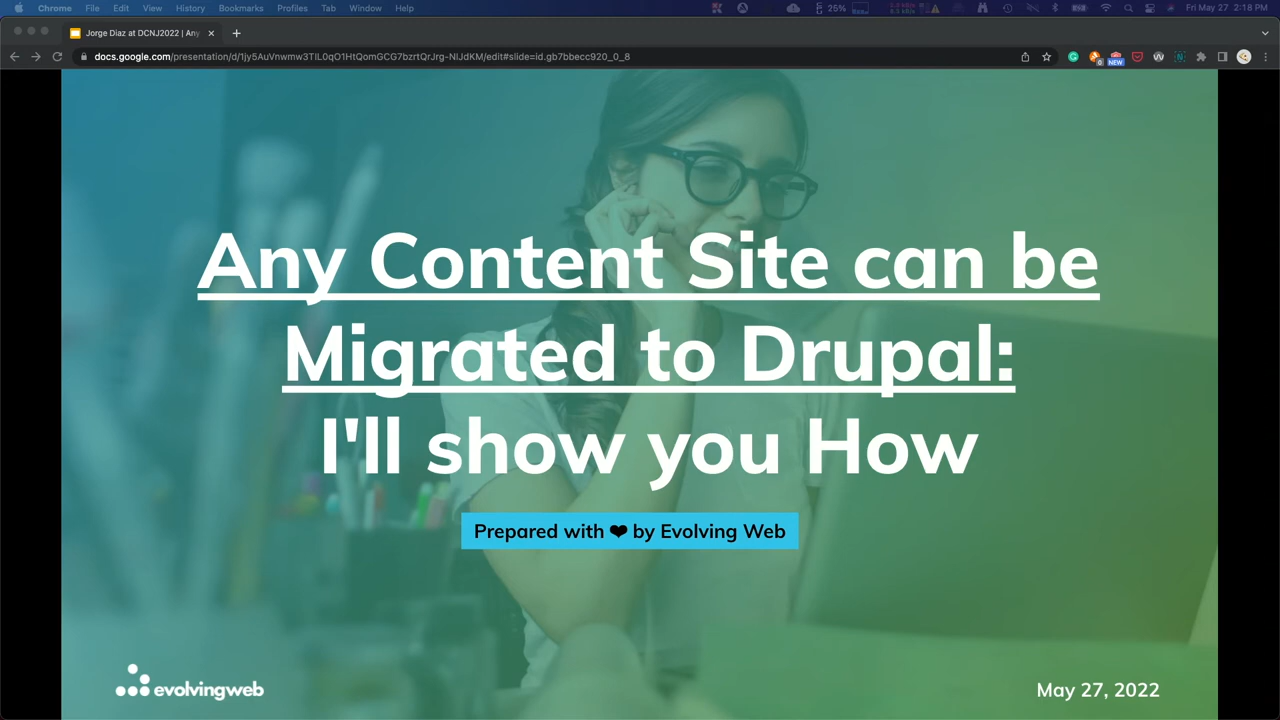 Chrome File Edit View History Bookmarks Profiles Tab Window Help 25% Fri May 27 2:18 PM
Jorge Diaz at DCNJ2022 | Any
docs.google.com/presentation/d/1jy5AuVnwmw3TIL0qO1HtQomGCG7bzrtQrJrg-NIJdKM/edit#slide=id.gb7bbecc920_0_8
NEW
Any Content Site can be
Migrated to Drupal:
I'll show you How
Prepared with ❤ by Evolving Web
evolvingweb
May 27, 2022